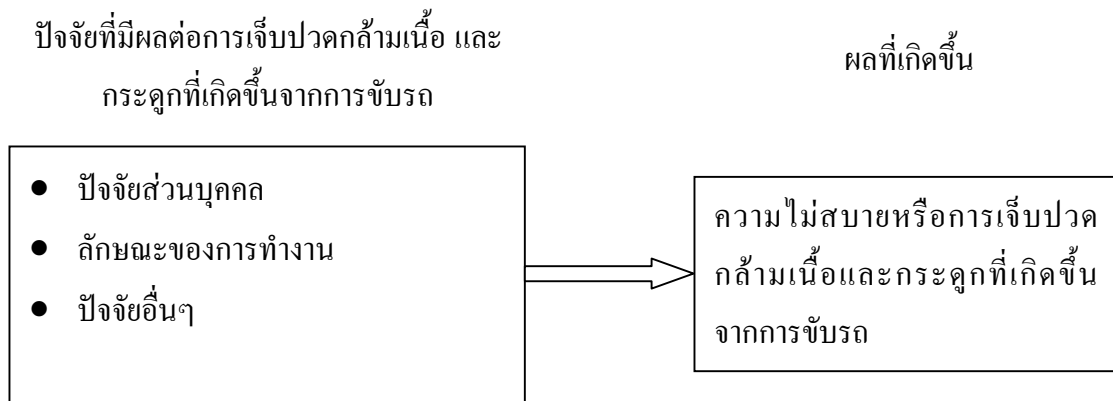 ปัจจัยที่มีผลต่อการเจ็บปวดกล้ามเนื้อ และ
กระดูกที่เกิดขึ้นจากการขับรถ
ผลที่เกิดขึ้น
● ปัจจัยส่วนบุคคล
● ลักษณะของการทำงาน
● ปัจจัยอื่นๆ
ความไม่สบายหรือการเจ็บปวด
กล้ามเนื้อและกระดูกที่เกิดขึ้น
จากการขับรถ